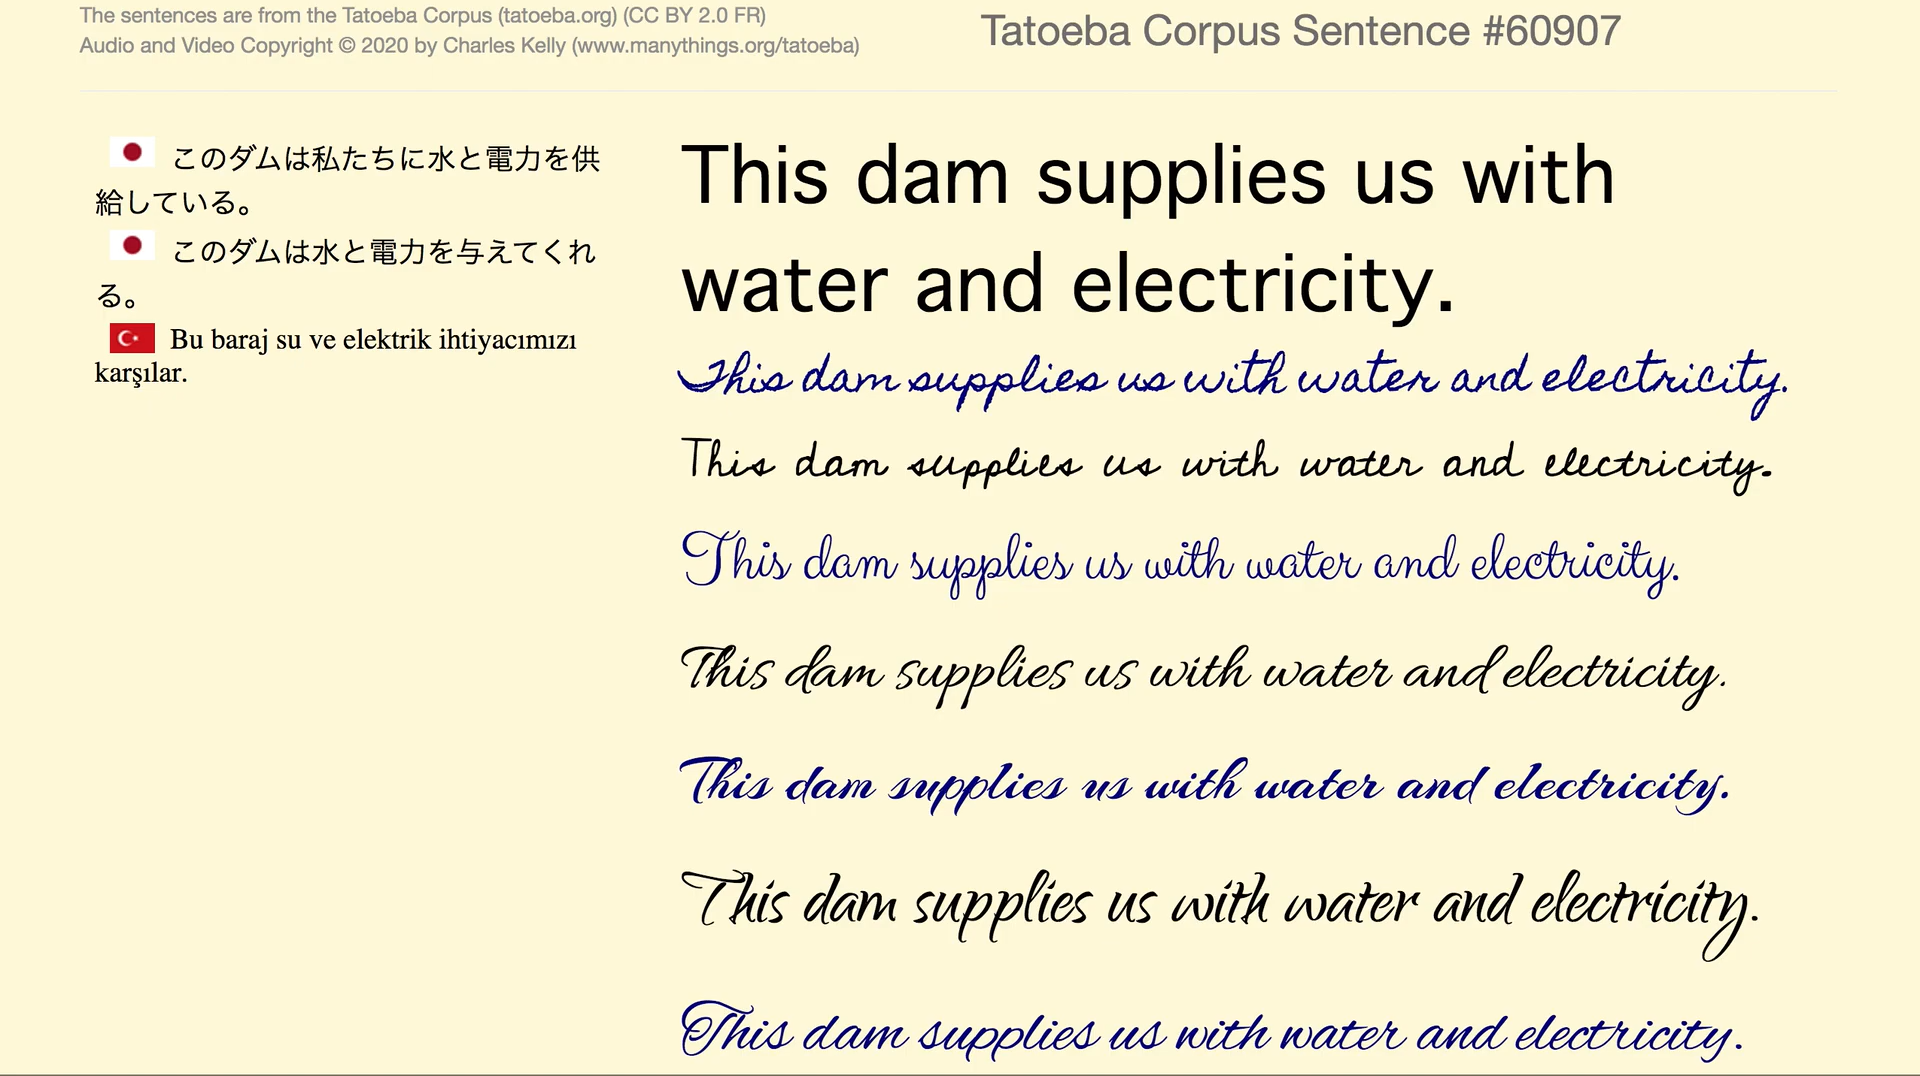 The sentences are from the Tatoeba Corpus (tatoeba.org) (CC BY 2.0 FR)
Audio and Video Copyright © 2020 by Charles Kelly (www.manythings.org/tatoeba)
Tatoeba Corpus Sentence #60907
このダムは私たちに水と電力を供
給している。
このダムは水と電力を与えてくれ
る。
Bu baraj su ve elektrik ihtiyacımızı
karşılar.
This dam supplies us with
water and electricity.
This dam supplies us with water and electricity.
This dam supplies us with water and electricity.
This dam supplies us with water and electricity.
This dam supplies us with water and electricity.
This dam supplies us with water and electricity.
This dam supplies us with water and electricity.
This dam supplies us with water and electricity.